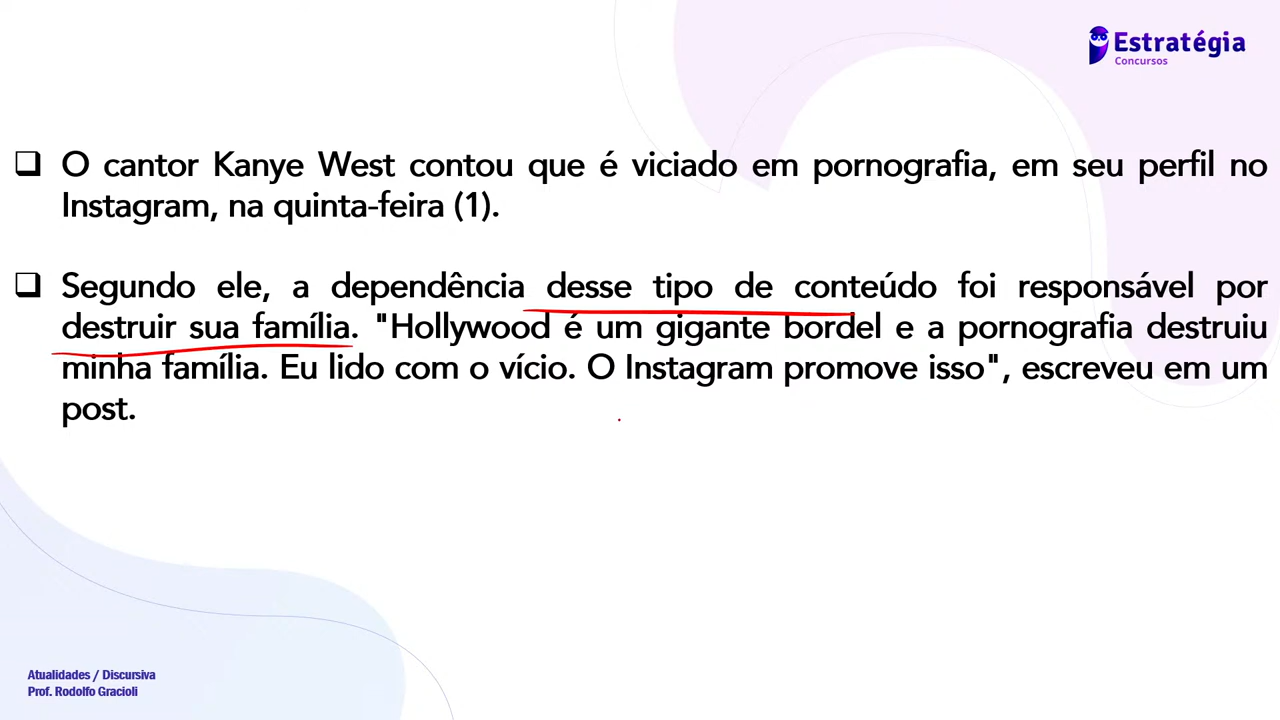 Estratégia
Concursos
❑ O cantor Kanye West contou que é viciado em pornografia, em seu perfil no
Instagram, na quinta-feira (1).
❑ Segundo ele, a dependência desse tipo de conteúdo foi responsável por
destruir sua família. "Hollywood é um gigante bordel e a pornografia destruiu
minha família. Eu lido com o vício. O Instagram promove isso", escreveu em um
post.
Atualidades / Discursiva
Prof. Rodolfo Gracioli